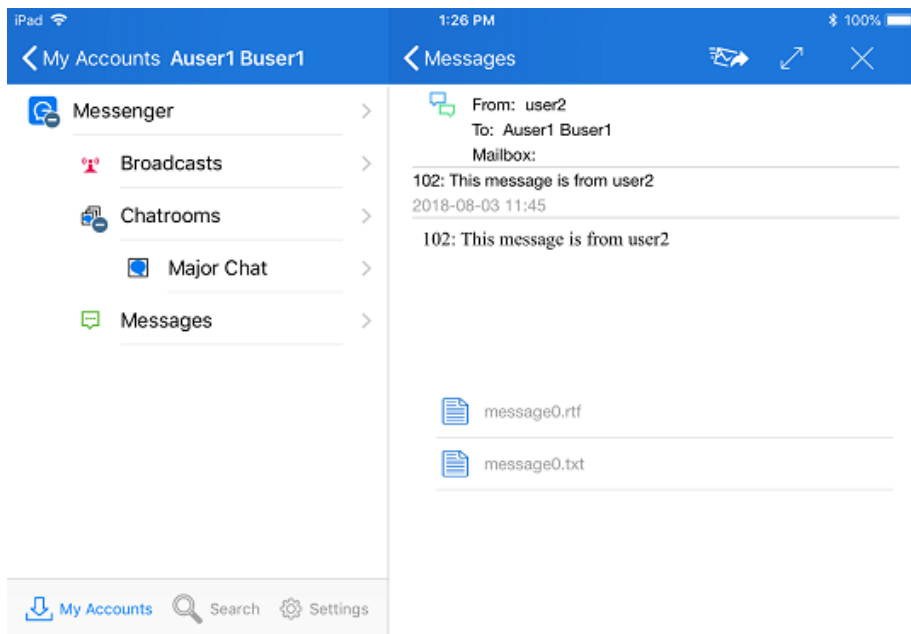 iPad 1:26 PM 100%
My Accounts Auser1 Buser1
Messenger
Broadcasts
Chatrooms
Major Chat
Messages
My Accounts Search Settings
Messages
From: user2
To: Auser1 Buser1
Mailbox:
102: This message is from user2
2018-08-03 11:45
102: This message is from user2
message0.rtf
message0.txt